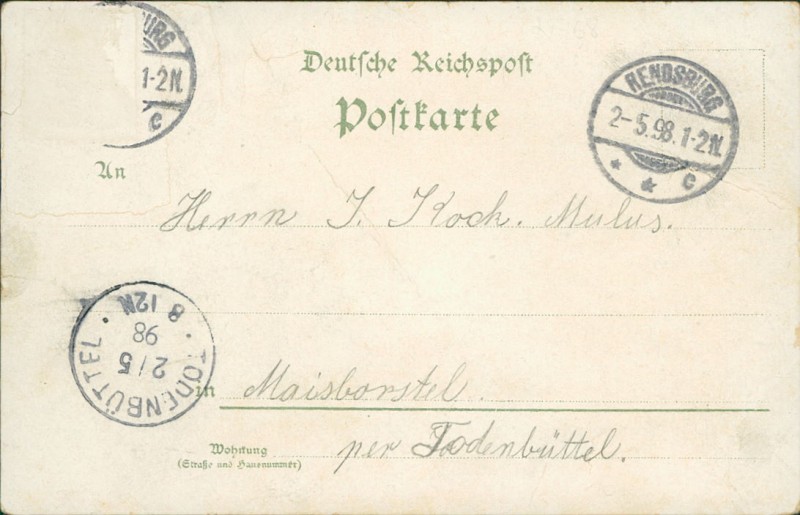 BURG
1-2N.
c
Deutsche Reichspost
Postkarte
RENDSBURG
2-5.98.1-2N.
* * c
An
Herrn J. Koch. Mulus.
TODENBÜTTEL
2/5
98
8 12N
in Maisborstel.
per Todenbüttel.
Wohnung
(Straße und Hausnummer)